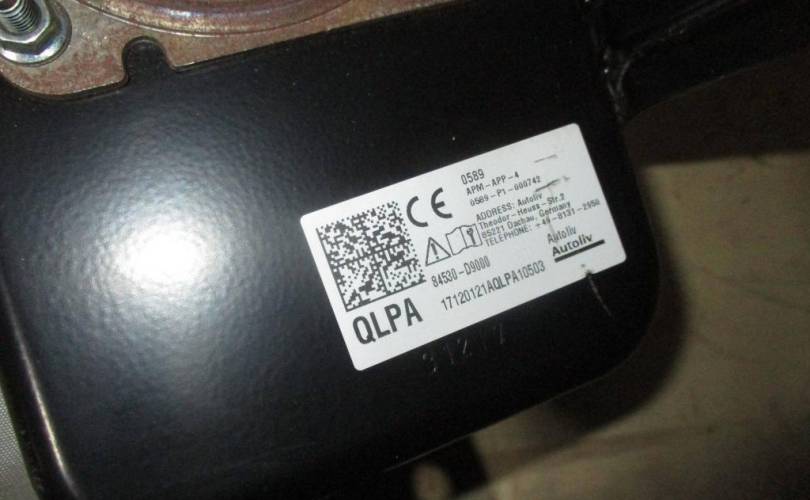 0589
APM-APP-4
0589-P1-000742
CE
ADDRESS: Autoliv
Theodor-Heuss-Str.2
85221 Dachau, Germany
TELEPHONE: +49-8131-2950
84530-D9000
Autoliv
Autoliv
QLPA
17120121AQLPA10503